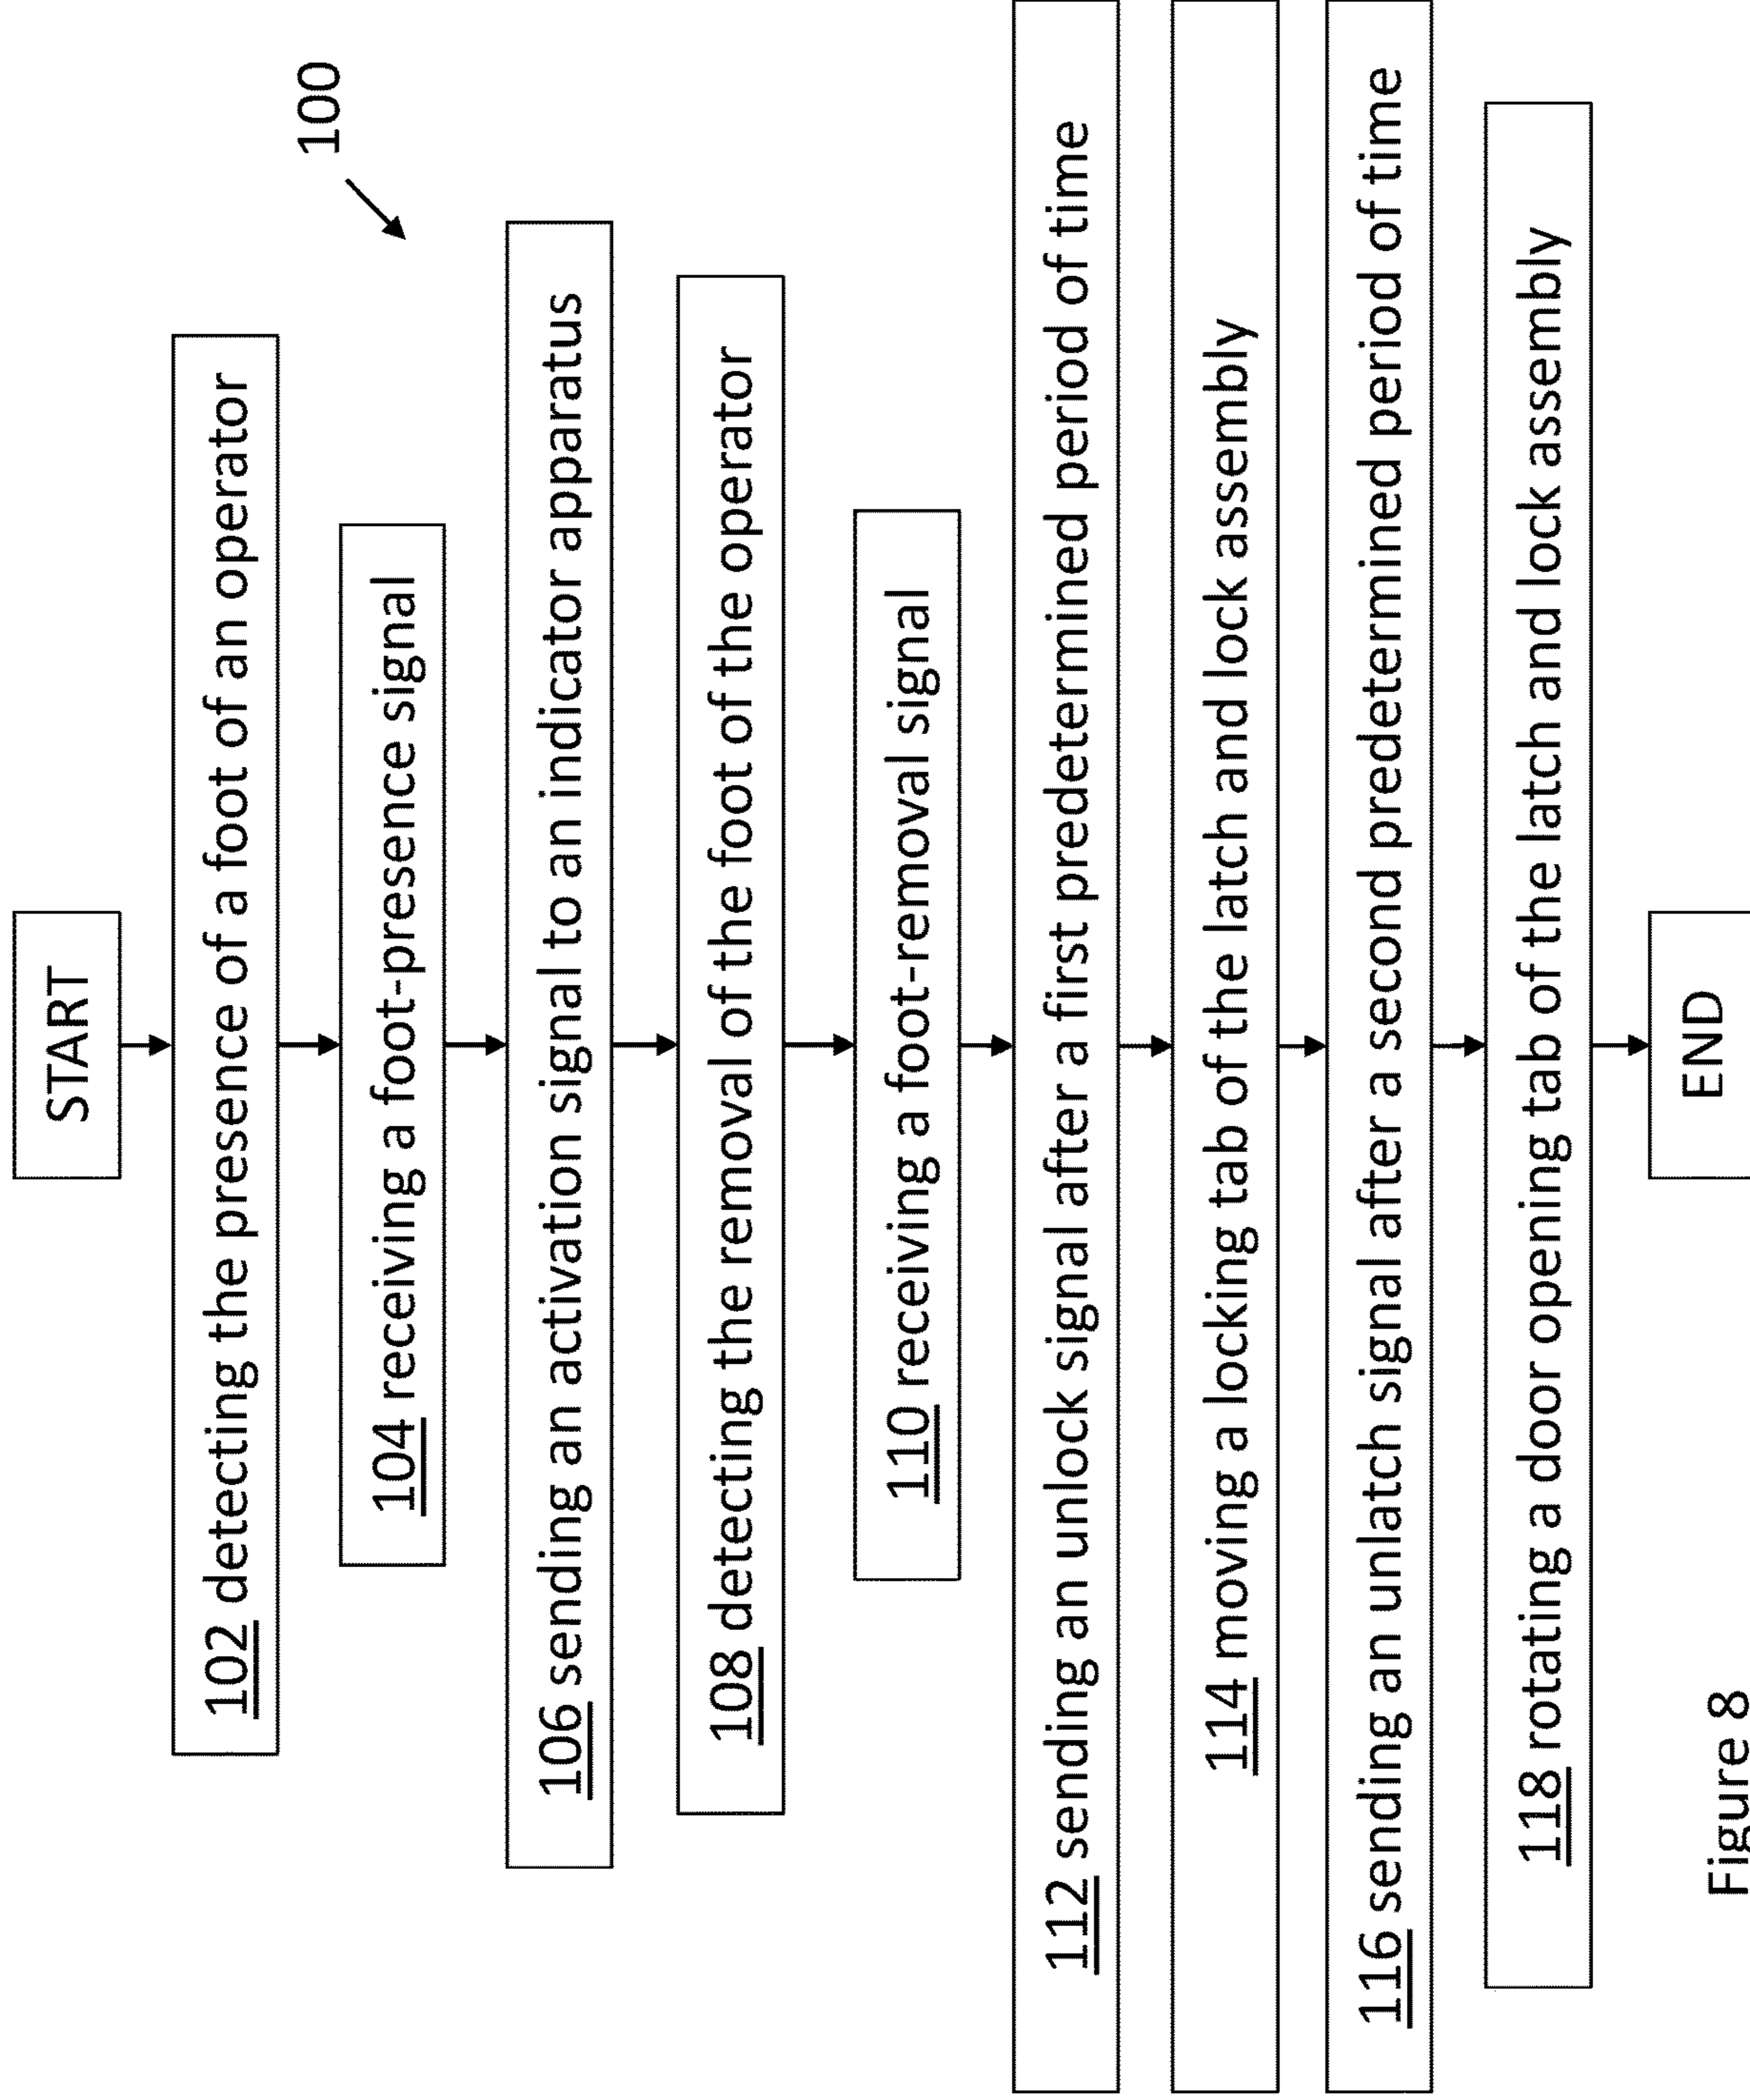 START
100
102 detecting the presence of a foot of an operator
104 receiving a foot-presence signal
106 sending an activation signal to an indicator apparatus
108 detecting the removal of the foot of the operator
110 receiving a foot-removal signal
112 sending an unlock signal after a first predetermined period of time
114 moving a locking tab of the latch and lock assembly
116 sending an unlatch signal after a second predetermined period of time
118 rotating a door opening tab of the latch and lock assembly
END
Figure 8